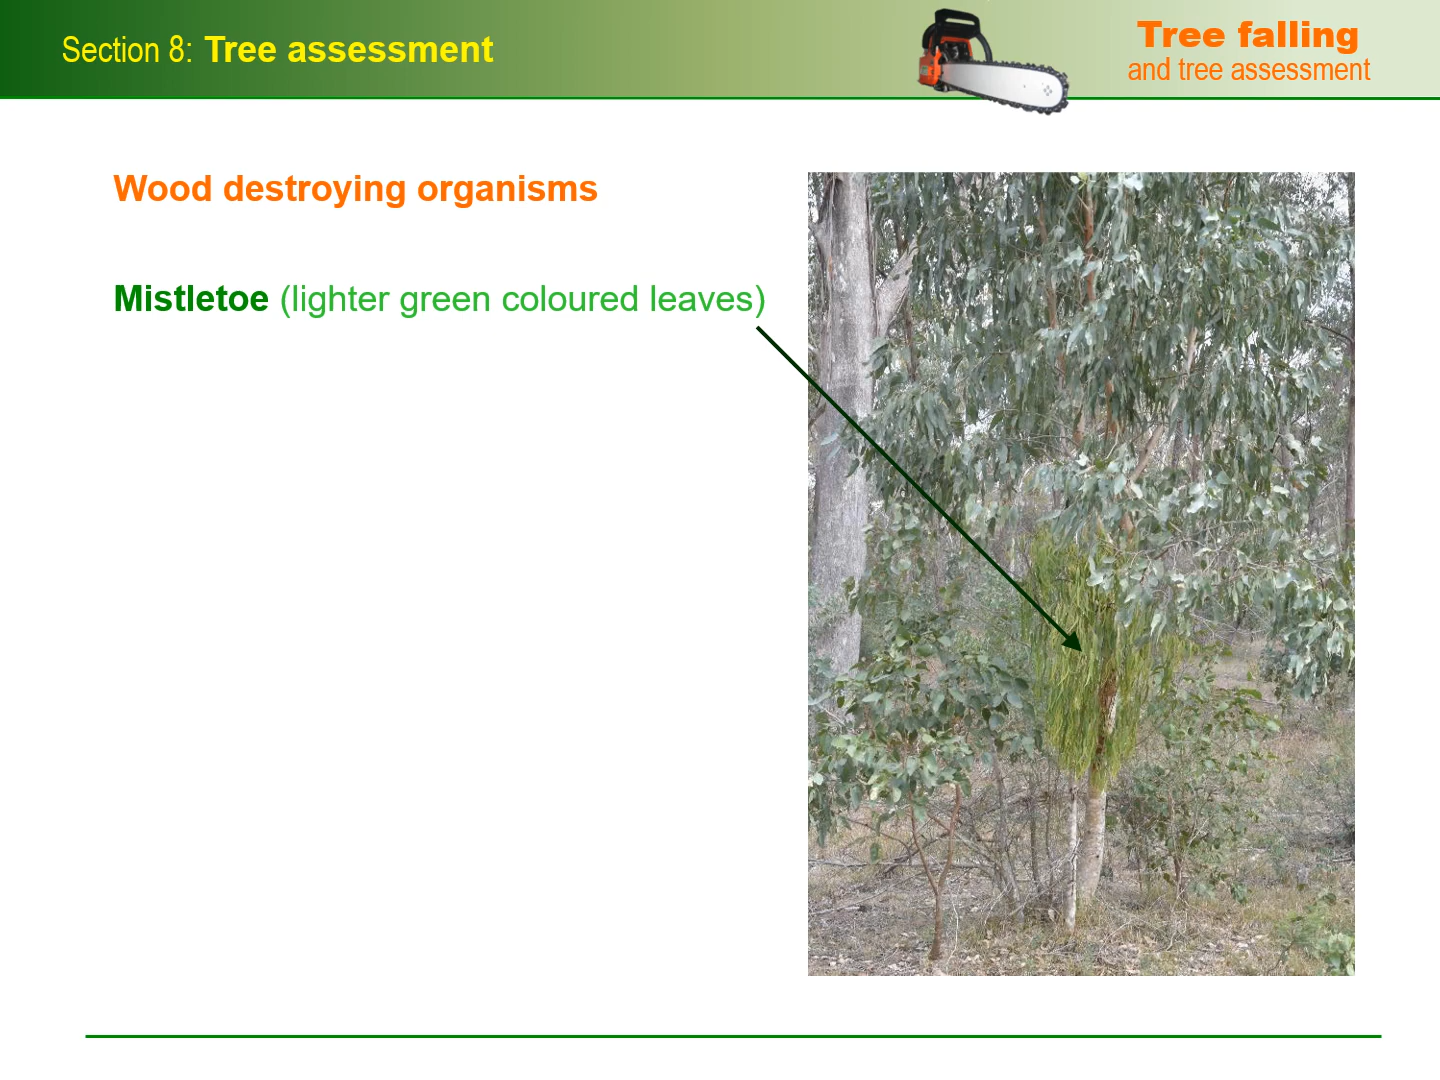 Section 8: Tree assessment
Tree falling
and tree assessment
Wood destroying organisms
Mistletoe (lighter green coloured leaves)